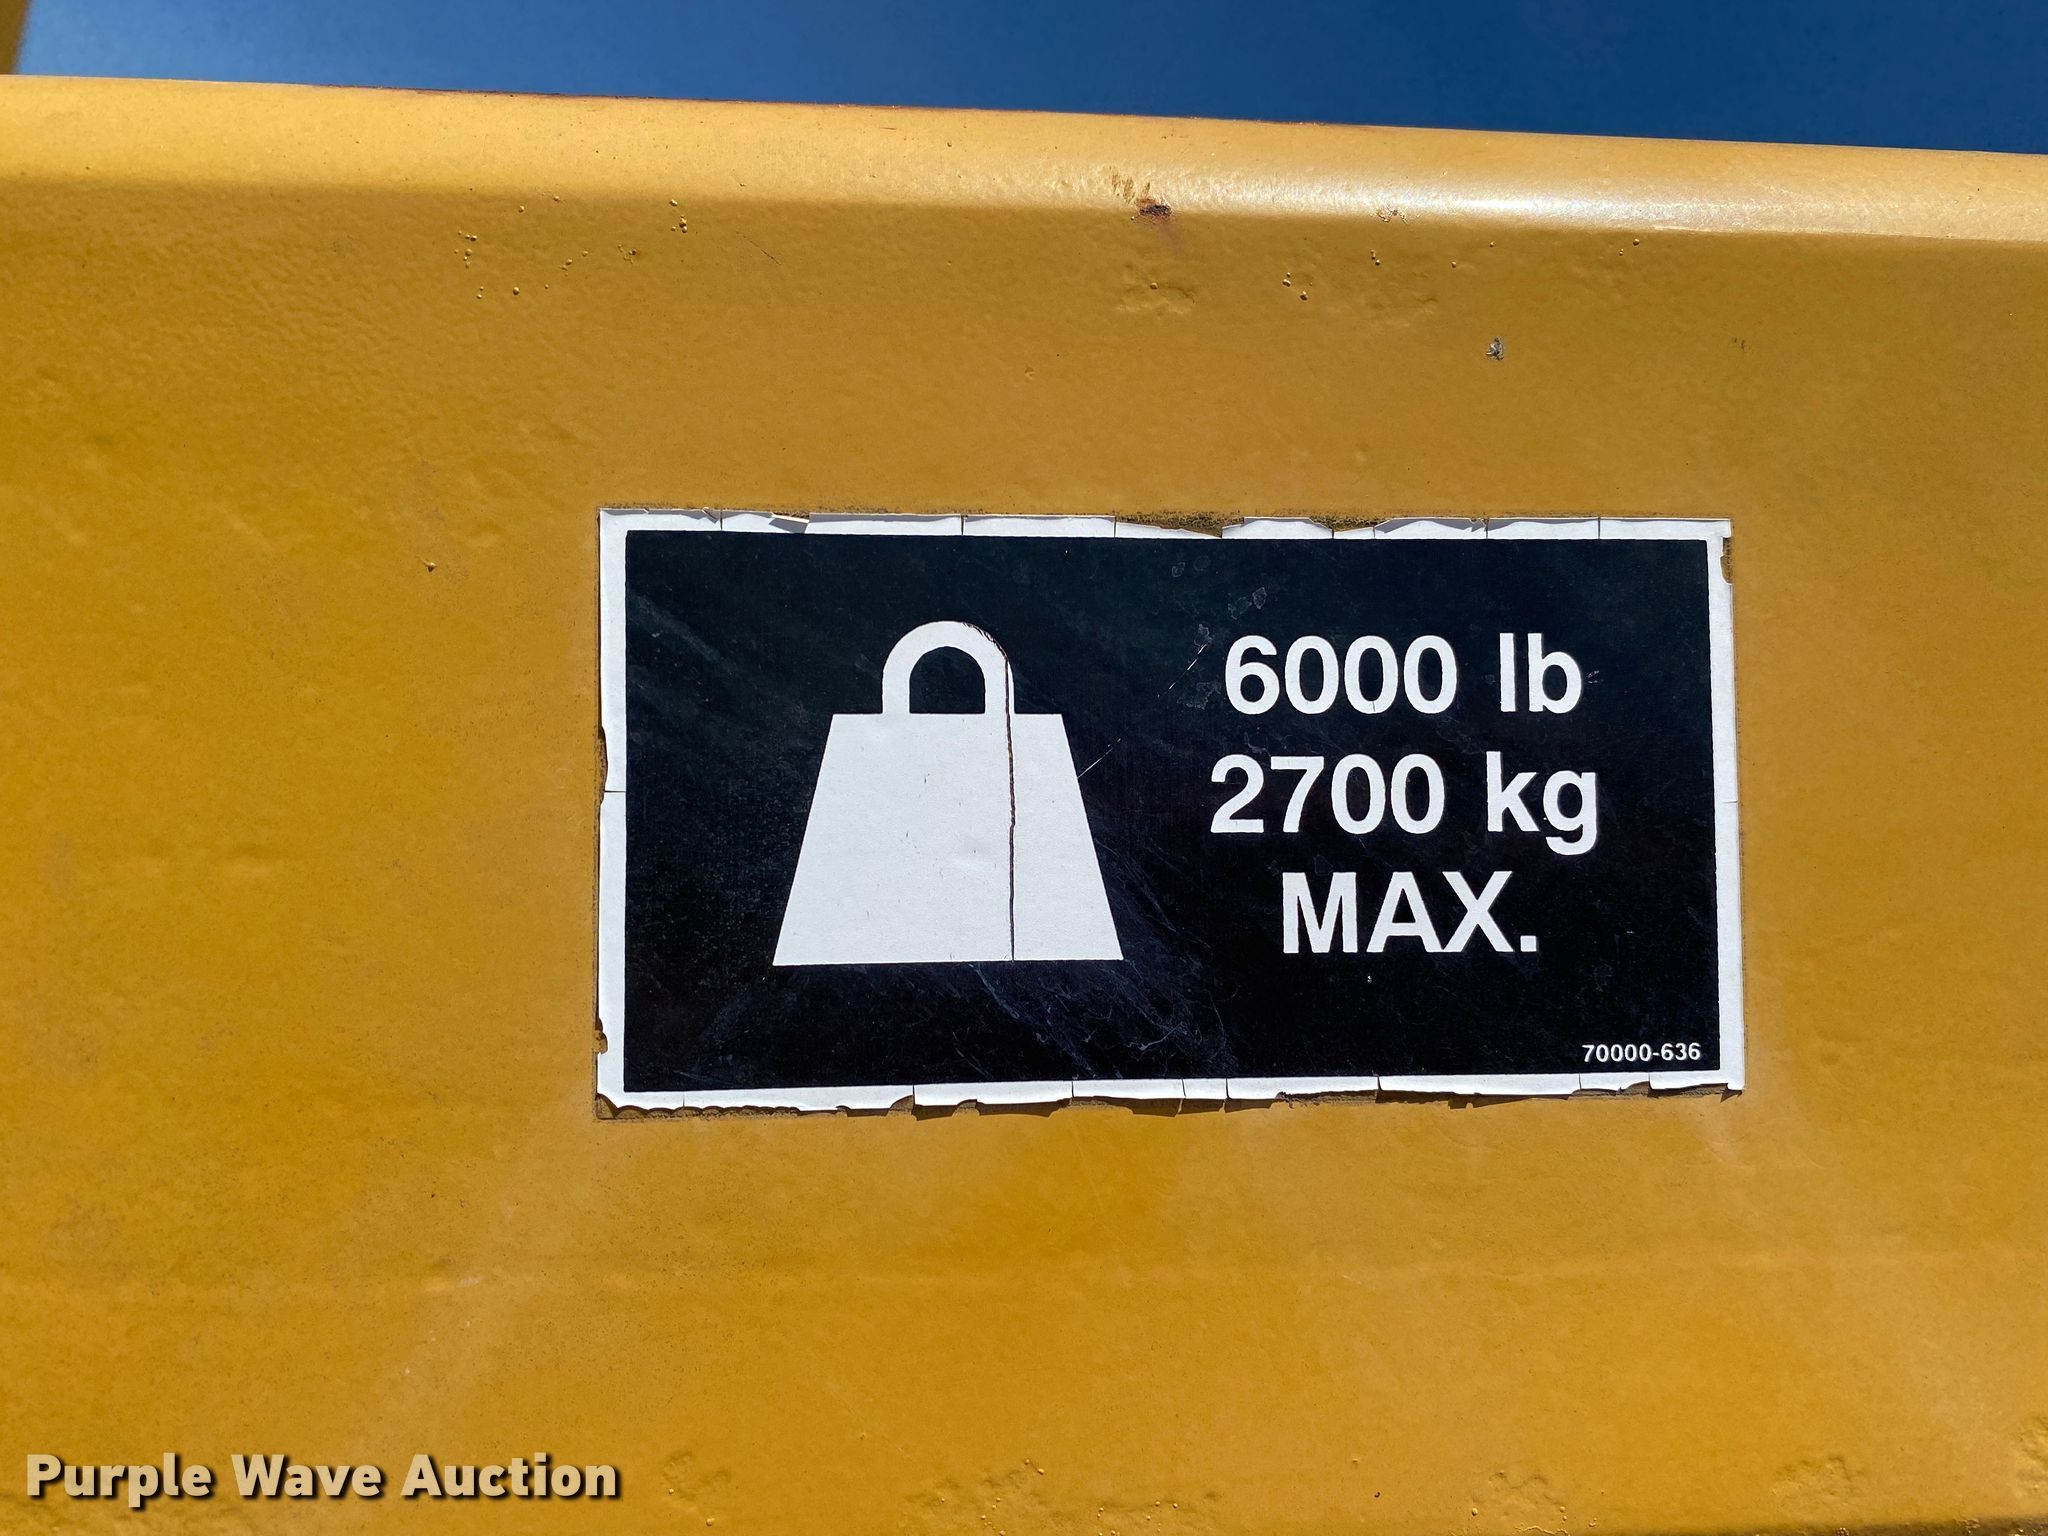 6000 lb
2700 kg
MAX.
70000-636
Purple Wave Auction